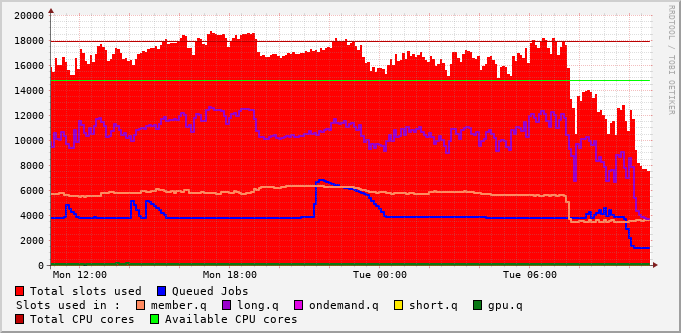 20000
18000
16000
14000
12000
10000
8000
6000
4000
2000
0
Mon 12:00 Mon 18:00 Tue 00:00 Tue 06:00
RRDTOOL / TOBI OETIKER
Total slots used Queued Jobs
Slots used in : member.q long.q ondemand.q short.q gpu.q
Total CPU cores Available CPU cores